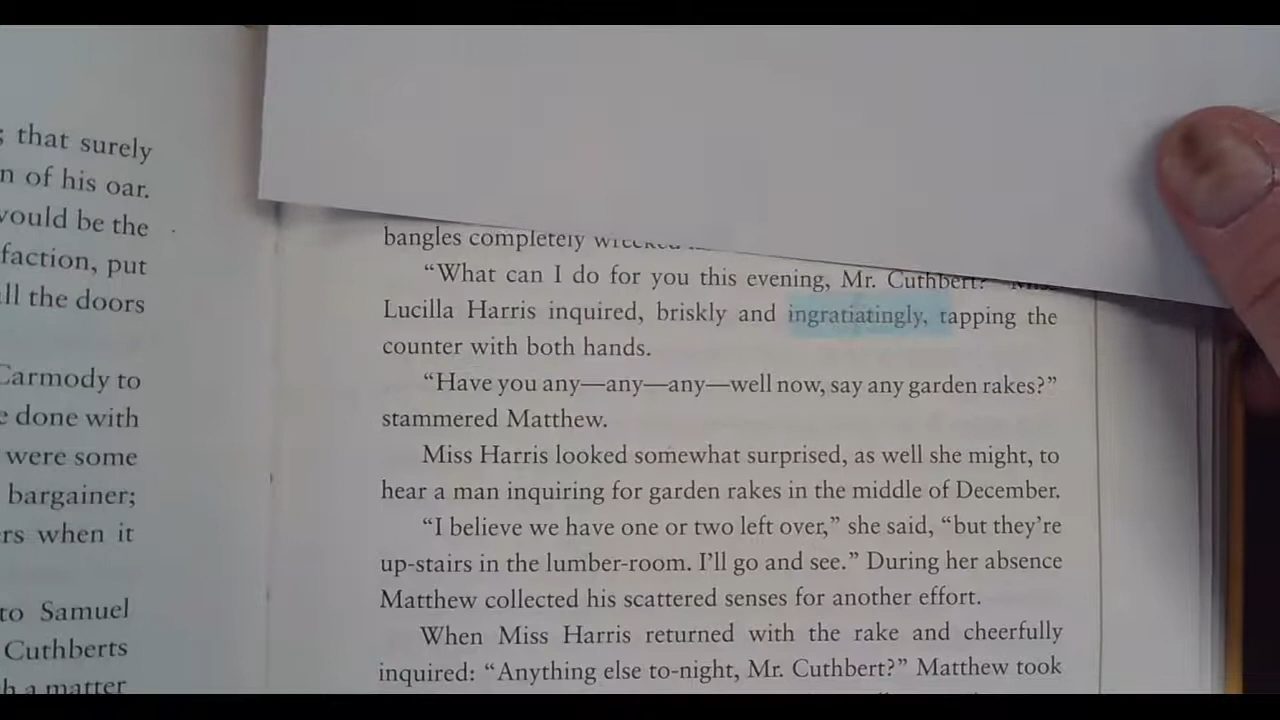 ; that surely
n of his oar.
would be the
faction, put
ll the doors
Carmody to
e done with
were some
bargainer;
rs when it
to Samuel
Cuthberts
h a matter
bangles completely
“What can I do for you this evening, Mr. Cuthbert?” Miss
Lucilla Harris inquired, briskly and ingratiatingly, tapping the
counter with both hands.
“Have you any—any—any—well now, say any garden rakes?”
stammered Matthew.
Miss Harris looked somewhat surprised, as well she might, to
hear a man inquiring for garden rakes in the middle of December.
“I believe we have one or two left over,” she said, “but they’re
up-stairs in the lumber-room. I’ll go and see.” During her absence
Matthew collected his scattered senses for another effort.
When Miss Harris returned with the rake and cheerfully
inquired: “Anything else to-night, Mr. Cuthbert?” Matthew took